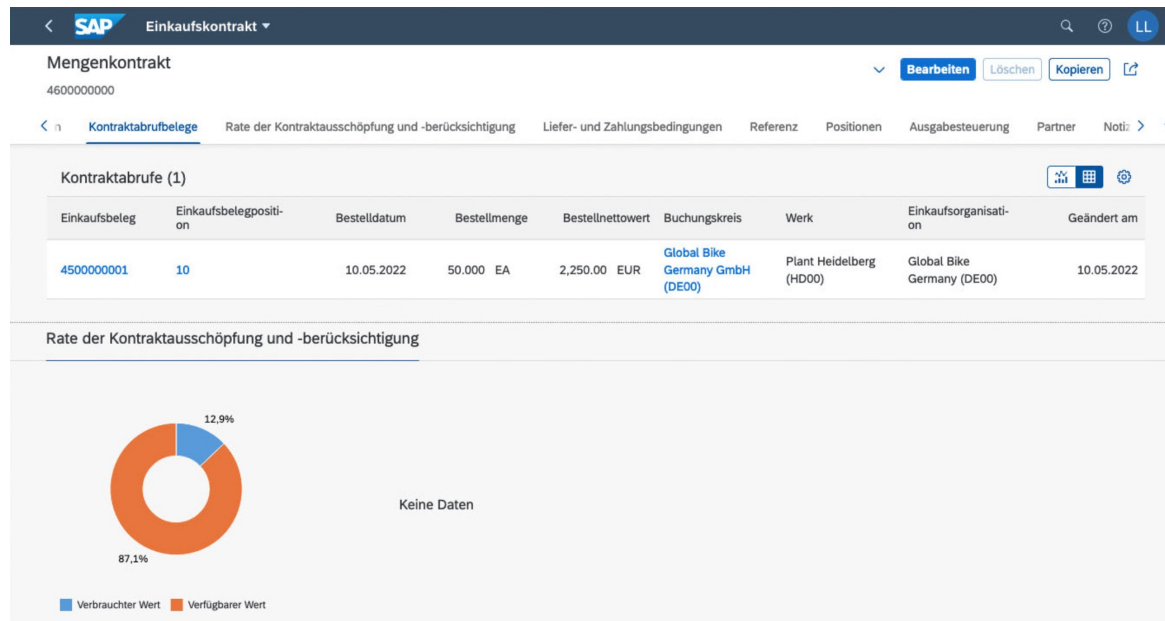 SAP Einkaufskontrakt
LL
Mengenkontrakt
Bearbeiten Löschen Kopieren
4600000000
n Kontraktabrufbelege Rate der Kontraktausschöpfung und -berücksichtigung Liefer- und Zahlungsbedingungen Referenz Positionen Ausgabesteuerung Partner Notiz
Kontraktabrufe (1)
Einkaufsbeleg Einkaufsbelegpositi-
on Bestelldatum Bestellmenge Bestellnettowert Buchungskreis Werk Einkaufsorganisati-
on Geändert am
4500000001 10 10.05.2022 50.000 EA 2,250.00 EUR Global Bike
Germany GmbH
(DE00)
Plant Heidelberg
(HD00)
Global Bike
Germany (DE00)
10.05.2022
Rate der Kontraktausschöpfung und -berücksichtigung
12,9%
Keine Daten
87,1%
Verbrauchter Wert Verfügbarer Wert